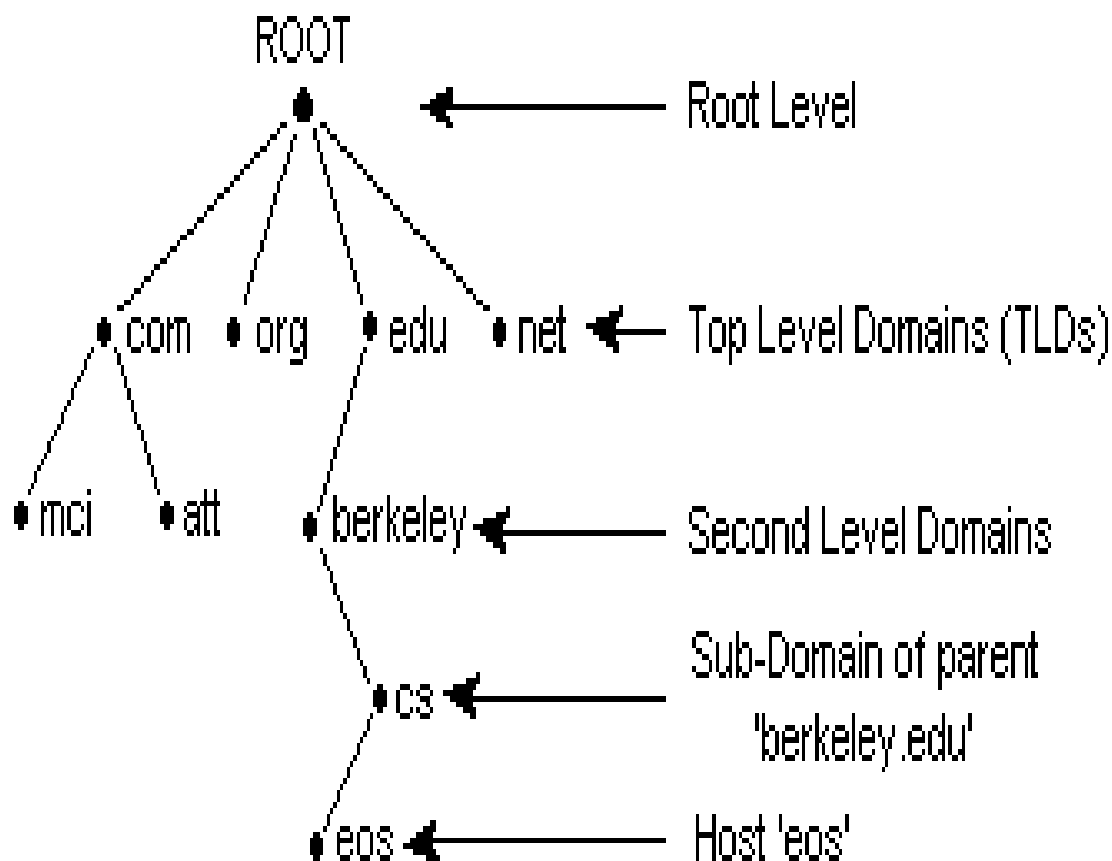 ROOT
Root Level
com org edu net
Top Level Domains (TLDs)
mci att berkeley
Second Level Domains
cs
Sub-Domain of parent
'berkeley.edu'
eos
Host 'eos'